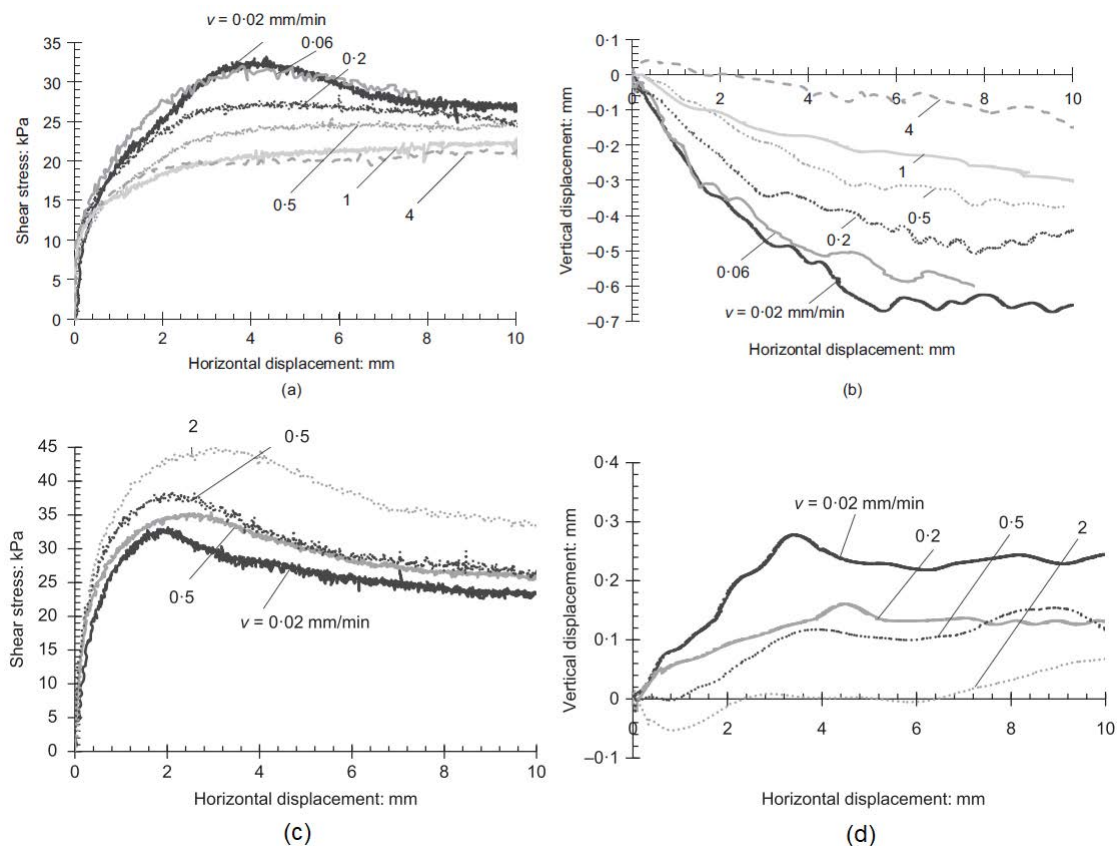 v = 0·02 mm/min
0·06
0·2
0·5
1
4
35
30
25
20
15
10
5
0
0 2 4 6 8 10
Shear stress: kPa
Horizontal displacement: mm
(a)
0·1
0
–0·1
–0·2
–0·3
–0·4
–0·5
–0·6
–0·7
0 2 4 6 8 10
4
1
0·5
0·2
0·06
v = 0·02 mm/min
Vertical displacement: mm
Horizontal displacement: mm
(b)
2
0·5
0·5
v = 0·02 mm/min
45
40
35
30
25
20
15
10
5
0
0 2 4 6 8 10
Shear stress: kPa
Horizontal displacement: mm
(c)
0·4
0·3
0·2
0·1
0
–0·1
0 2 4 6 8 10
v = 0·02 mm/min
0·2
0·5
2
Vertical displacement: mm
Horizontal displacement: mm
(d)